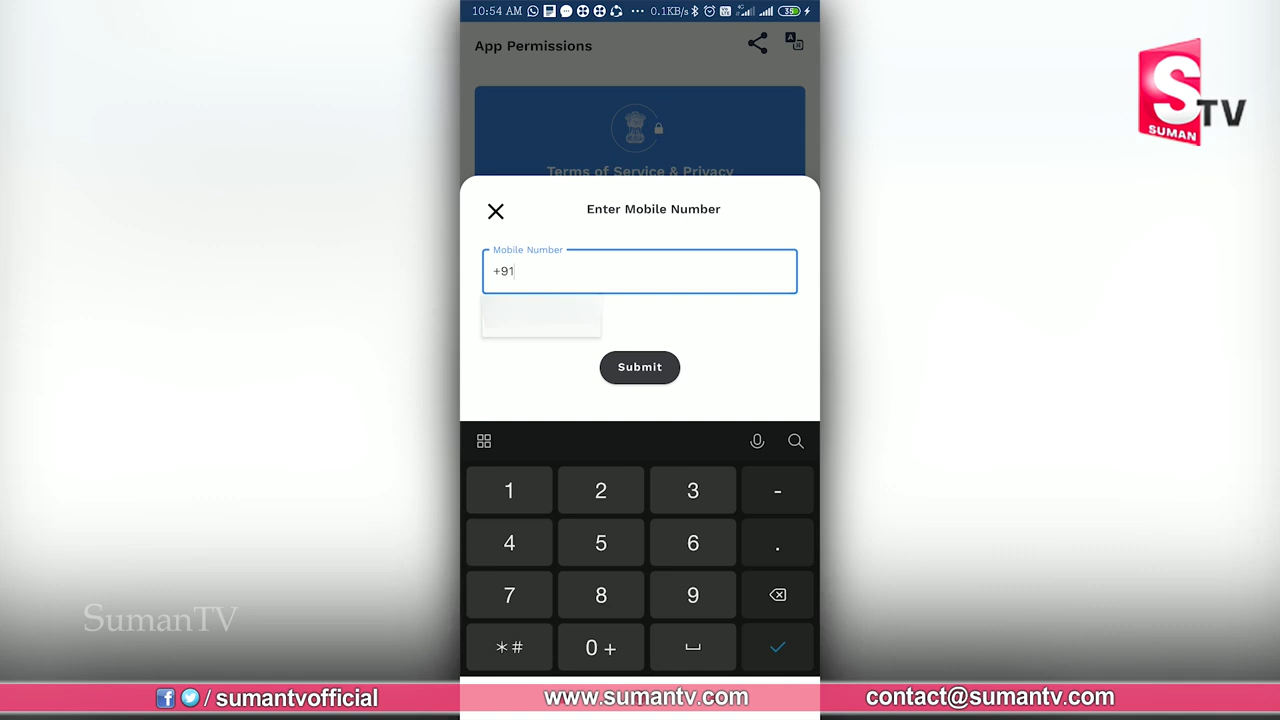 10:54 AM ... 0.1KB/s 4G 35
App Permissions
A
Terms of Service & Privacy
Enter Mobile Number
Mobile Number
+91
Submit
1 2 3 -
4 5 6 .
7 8 9
*# 0 +
S TV
SUMAN
SumanTV
/ sumantvofficial
www.sumantv.com
contact@sumantv.com